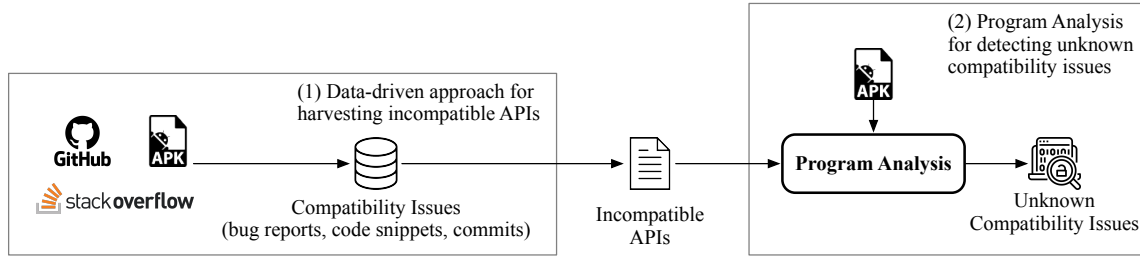 (1) Data-driven approach for
harvesting incompatible APIs
GitHub
APK
stackoverflow
Compatibility Issues
(bug reports, code snippets, commits)
Incompatible
APIs
(2) Program Analysis
for detecting unknown
compatibility issues
APK
Program Analysis
Unknown
Compatibility Issues